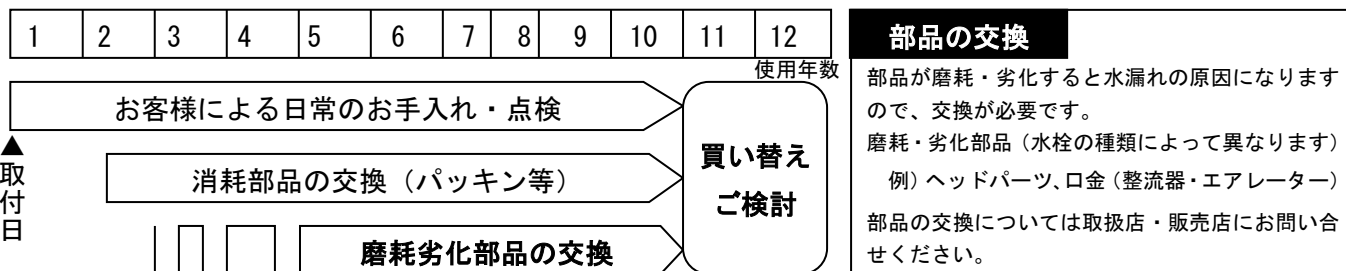 1 2 3 4 5 6 7 8 9 10 11 12
使用年数
お客様による日常のお手入れ・点検
▲
取付日
消耗部品の交換（パッキン等）
磨耗劣化部品の交換
買い替え
ご検討
部品の交換
部品が磨耗・劣化すると水漏れの原因になります
ので、交換が必要です。
磨耗・劣化部品（水栓の種類によって異なります）
例）ヘッドパーツ、口金（整流器・エアレーター）
部品の交換については取扱店・販売店にお問い合
せください。